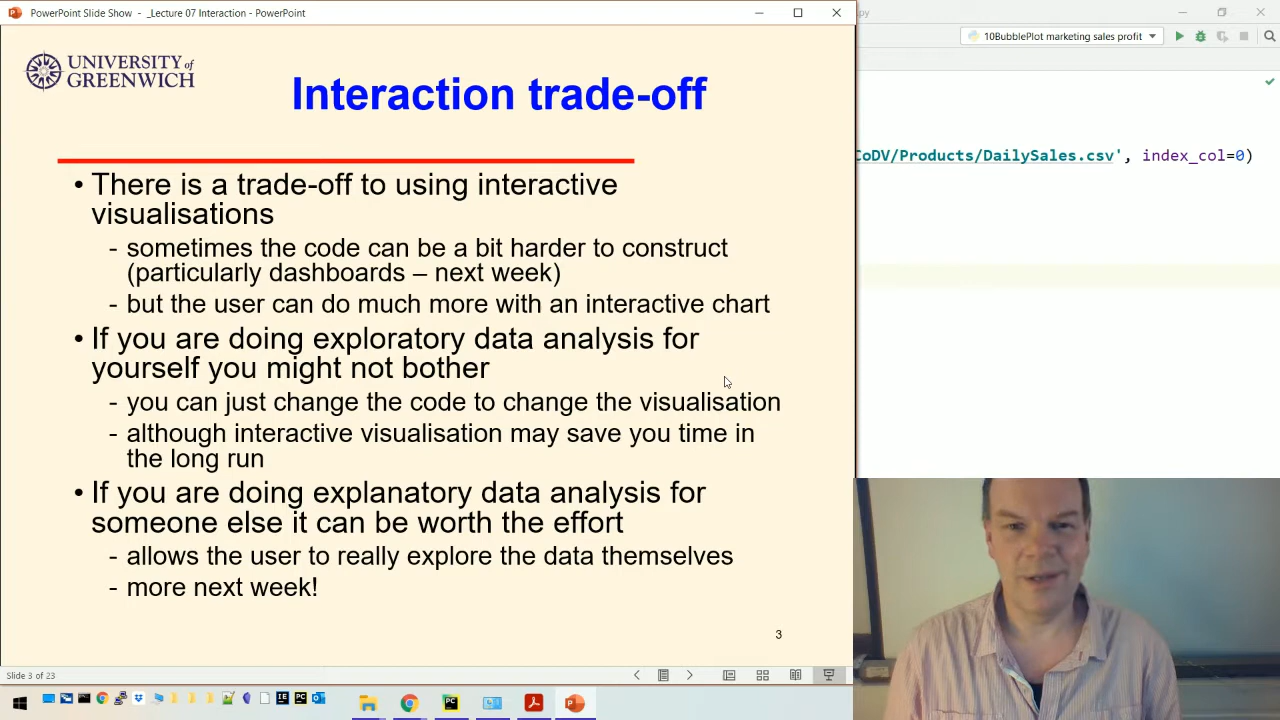 PowerPoint Slide Show - _Lecture 07 Interaction - PowerPoint
UNIVERSITY of
GREENWICH
Interaction trade-off
• There is a trade-off to using interactive
visualisations
- sometimes the code can be a bit harder to construct
(particularly dashboards – next week)
- but the user can do much more with an interactive chart
• If you are doing exploratory data analysis for
yourself you might not bother
- you can just change the code to change the visualisation
- although interactive visualisation may save you time in
the long run
• If you are doing explanatory data analysis for
someone else it can be worth the effort
- allows the user to really explore the data themselves
- more next week!
3
Slide 3 of 23
py
10BubblePlot marketing sales profit
CoDV/Products/DailySales.csv', index_col=0)